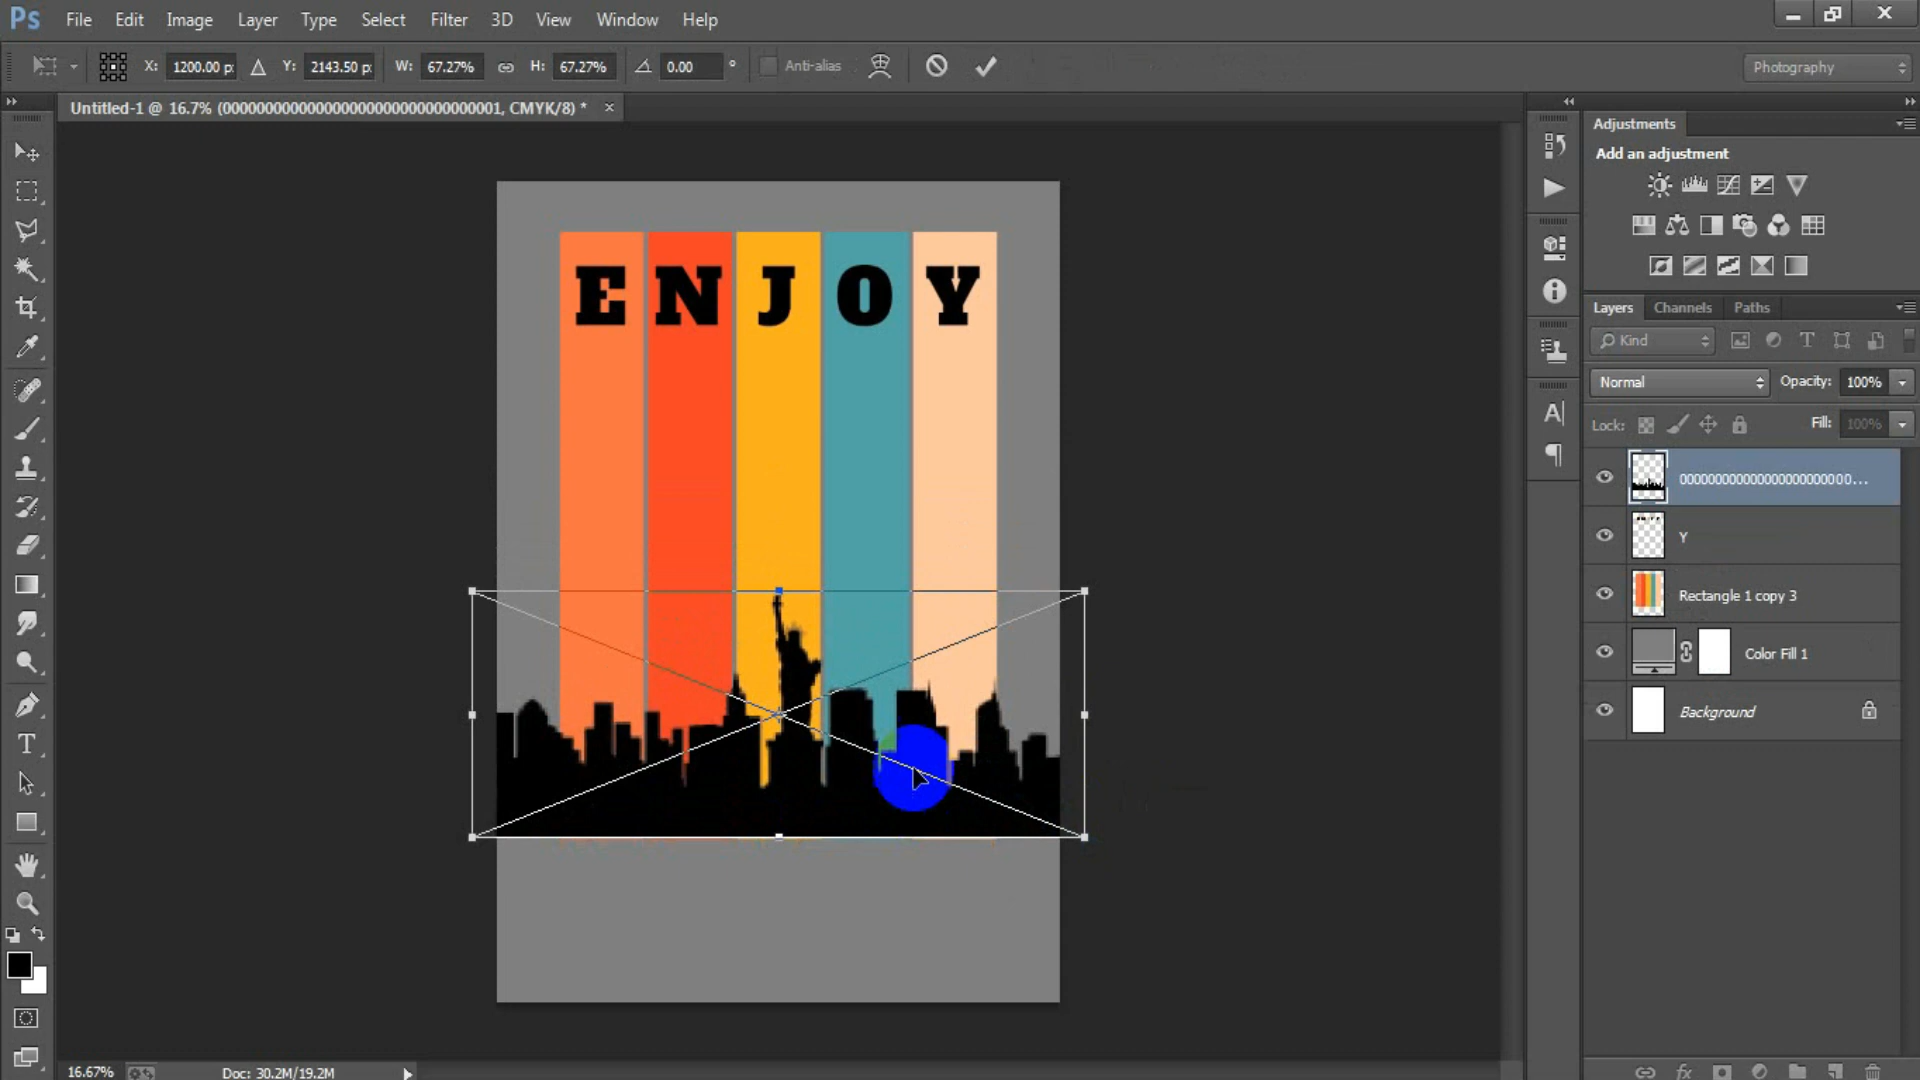 Ps File Edit Image Layer Type Select Filter 3D View Window Help
X: 1200.00 p: Y: 2143.50 p: W: 67.27% H: 67.27% 0.00 ° Anti-alias Photography
Untitled-1 @ 16.7% (000000000000000000000000000000001, CMYK/8) * ×
Adjustments
Add an adjustment
Layers Channels Paths
Kind
Normal Opacity: 100%
Lock: Fill: 100%
00000000000000000000000000...
Y
Rectangle 1 copy 3
Color Fill 1
Background
E N J O Y
16.67% Doc: 30.2M/19.2M